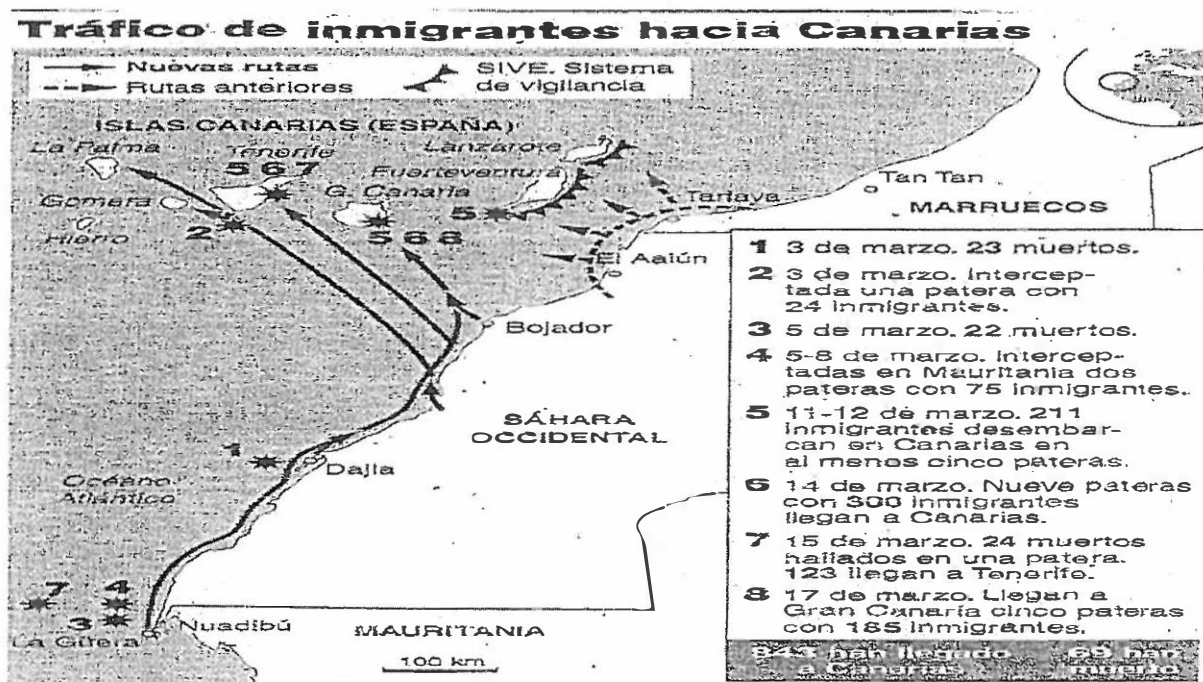 Tráfico de inmigrantes hacia Canarias
Nuevas rutas
Rutas anteriores
SIVE. Sistema
de vigilancia
ISLAS CANARIAS (ESPAÑA)
La Palma
Tenerife
Lanzarote
5 6 7
Fuerteventura
G. Canaria
Gomera
Hierro
2
5 6 8
5
Tarfaya
Tan Tan
MARRUECOS
El Aaiún
Bojador
SÁHARA
OCCIDENTAL
1
Dajla
Océano
Atlántico
7 4
3
La Güera
Nuadibú
MAURITANIA
100 km
1 3 de marzo. 23 muertos.
2 3 de marzo. Intercep-
tada una patera con
24 inmigrantes.
3 5 de marzo. 22 muertos.
4 5-8 de marzo. Intercep-
tadas en Mauritania dos
pateras con 75 inmigrantes.
5 11-12 de marzo. 211
inmigrantes desembar-
can en Canarias en
al menos cinco pateras.
6 14 de marzo. Nueve pateras
con 300 inmigrantes
llegan a Canarias.
7 15 de marzo. 24 muertos
hallados en una patera.
123 llegan a Tenerife.
8 17 de marzo. Llegan a
Gran Canaria cinco pateras
con 185 inmigrantes.
843 han llegado
a Canarias
69 han
muerto